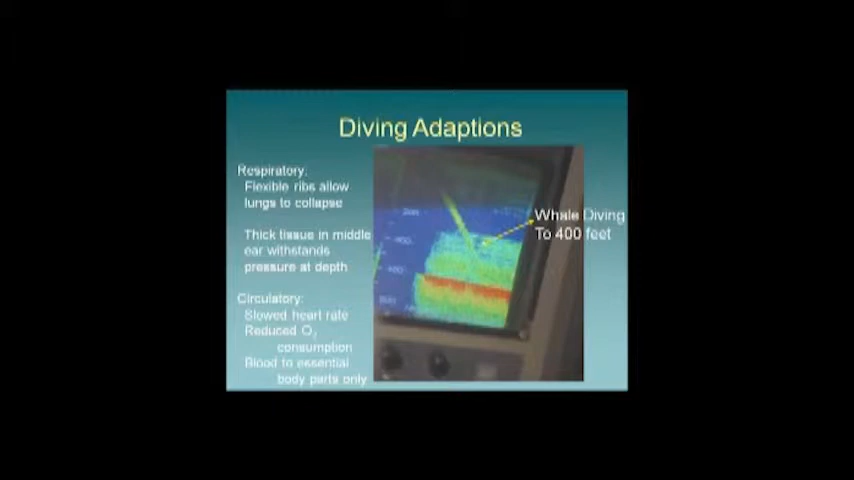 Diving Adaptions
Respiratory:
Flexible ribs allow
lungs to collapse
Thick tissue in middle
ear withstands
pressure at depth
Circulatory:
Slowed heart rate
Reduced O2
consumption
Blood to essential
body parts only
Whale Diving
To 400 feet